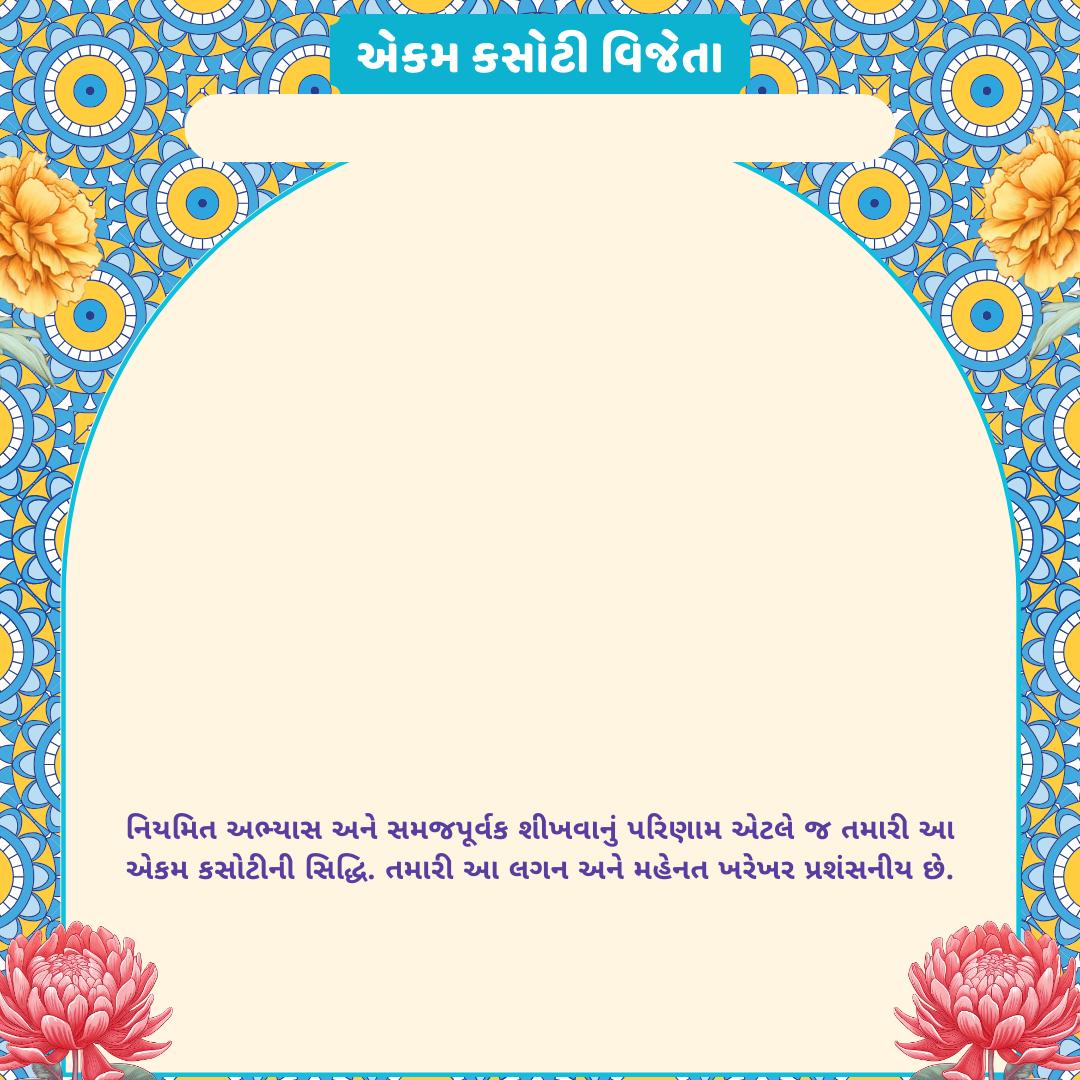 એકમ કસોટી વિજેતા
નિયમિત અભ્યાસ અને સમજપૂર્વક શીખવાનું પરિણામ એટલે જ તમારી આ
એકમ કસોટીની સિદ્ધિ. તમારી આ લગન અને મહેનત ખરેખર પ્રશંસનીય છે.